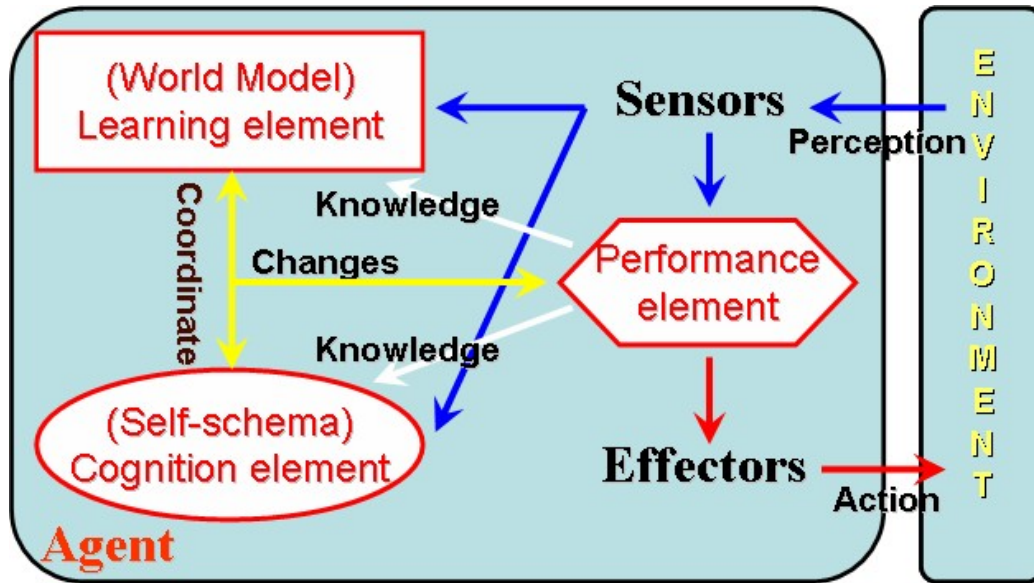 (World Model)
Learning element
Sensors
Perception
Knowledge
Coordinate
Changes
Performance
element
Knowledge
(Self-schema)
Cognition element
Effectors
Action
Agent
ENVIRONMENT